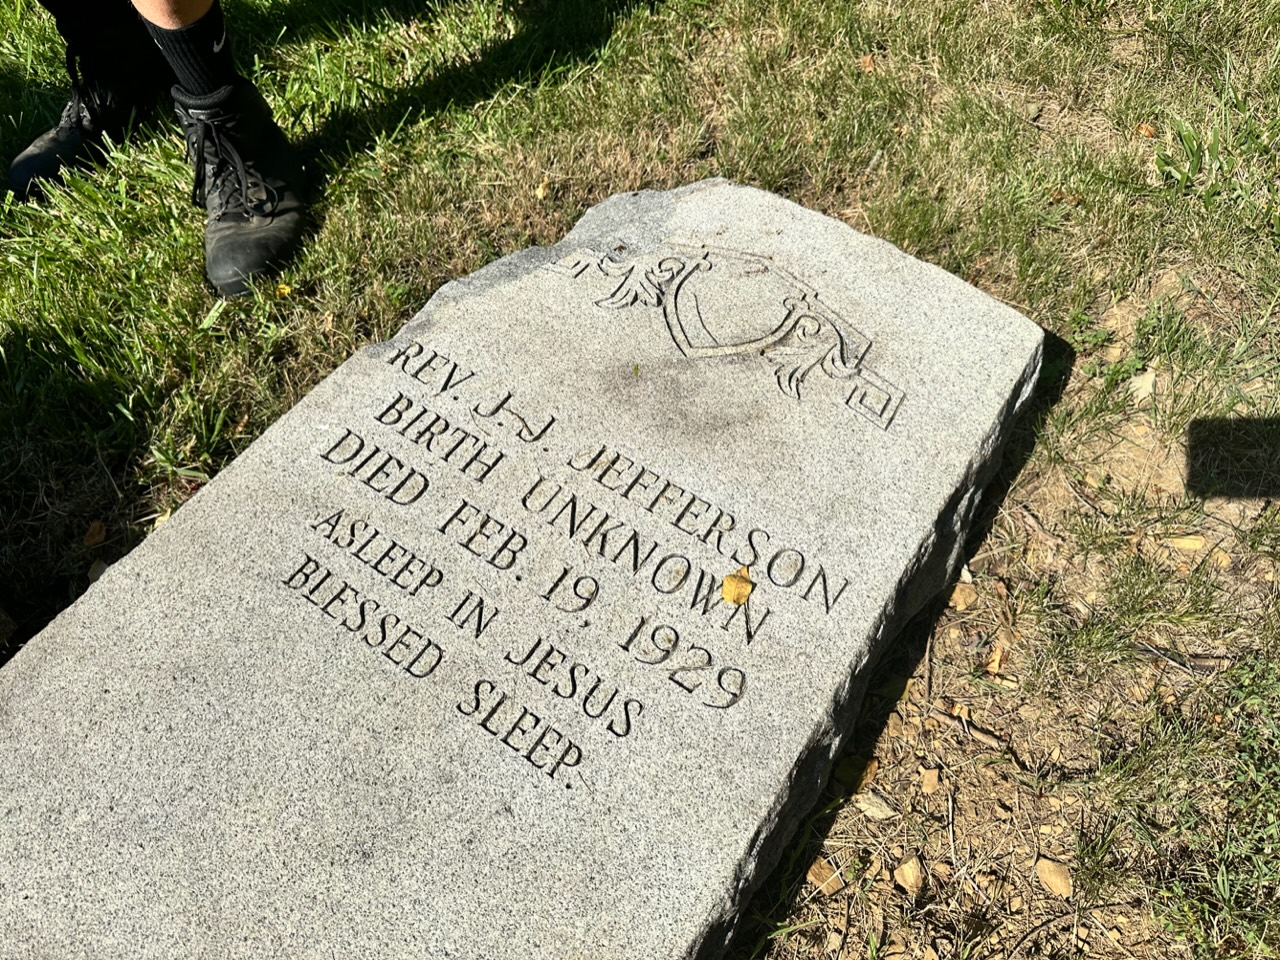 REV. J. J. JEFFERSON
BIRTH UNKNOWN
DIED FEB. 19, 1929
ASLEEP IN JESUS
BLESSED SLEEP